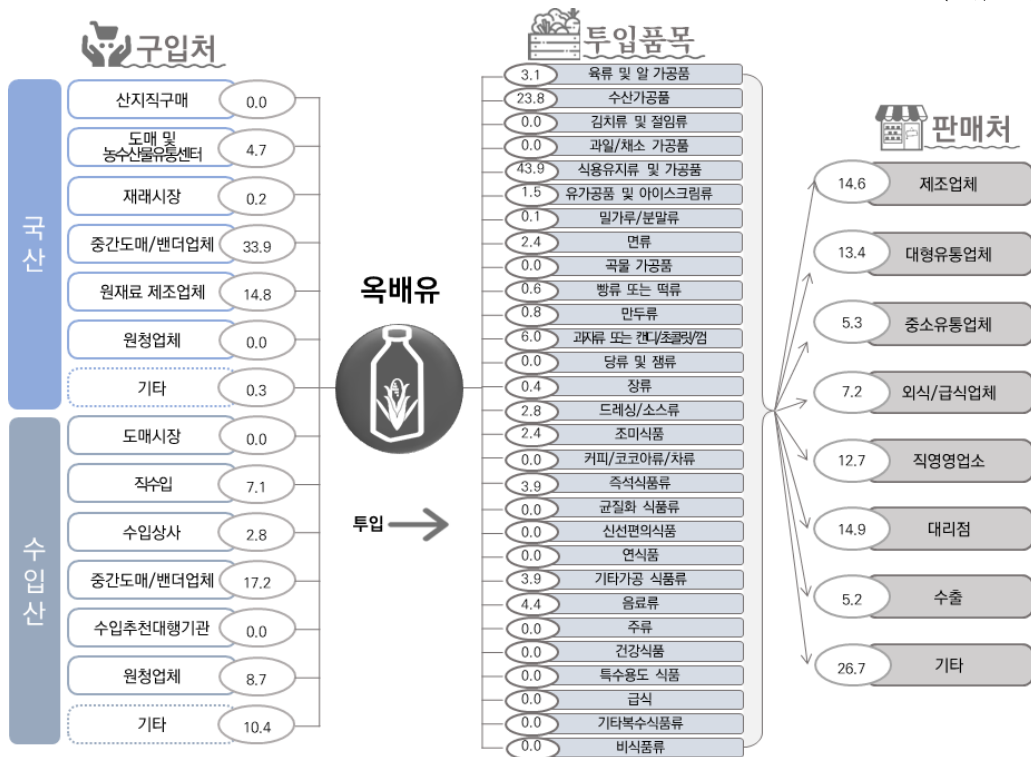 구입처
국산
산지직구매 0.0
도매 및
농수산물유통센터 4.7
재래시장 0.2
중간도매/밴더업체 33.9
원재료 제조업체 14.8
원청업체 0.0
기타 0.3
수입산
도매시장 0.0
직수입 7.1
수입상사 2.8
중간도매/밴더업체 17.2
수입추천대행기관 0.0
원청업체 8.7
기타 10.4
옥배유
투입
투입품목
3.1 육류 및 알 가공품
23.8 수산가공품
0.0 김치류 및 절임류
0.0 과일/채소 가공품
43.9 식용유지류 및 가공품
1.5 유가공품 및 아이스크림류
0.1 밀가루/분말류
2.4 면류
0.0 곡물 가공품
0.6 빵류 또는 떡류
0.8 만두류
6.0 과자류 또는 캔디/초콜릿/껌
0.0 당류 및 잼류
0.4 장류
2.8 드레싱/소스류
2.4 조미식품
0.0 커피/코코아류/차류
3.9 즉석식품류
0.0 균질화 식품류
0.0 신선편의식품
0.0 연식품
3.9 기타가공 식품류
4.4 음료류
0.0 주류
0.0 건강식품
0.0 특수용도 식품
0.0 급식
0.0 기타복수식품류
0.0 비식품류
판매처
14.6 제조업체
13.4 대형유통업체
5.3 중소유통업체
7.2 외식/급식업체
12.7 직영영업소
14.9 대리점
5.2 수출
26.7 기타